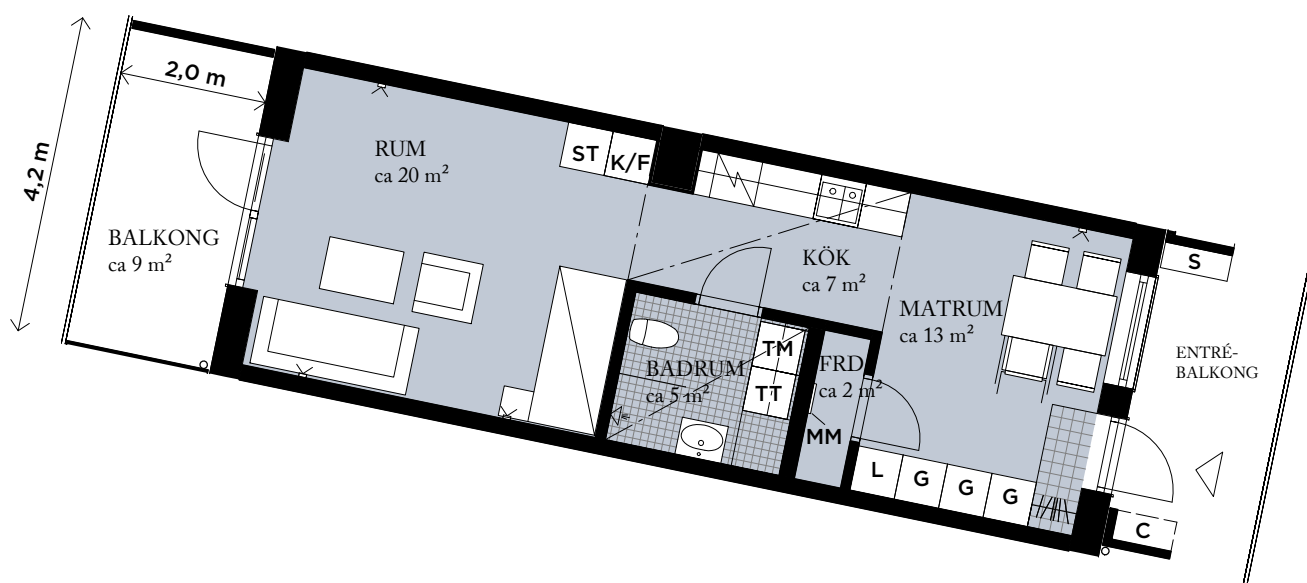 2,0 m
4,2 m
BALKONG
ca 9 m²
RUM
ca 20 m²
ST
K/F
KÖK
ca 7 m²
MATRUM
ca 13 m²
S
ENTRÉ-
BALKONG
BADRUM
ca 5 m²
TM
TT
FRD
ca 2 m²
MM
L
G
G
G
C